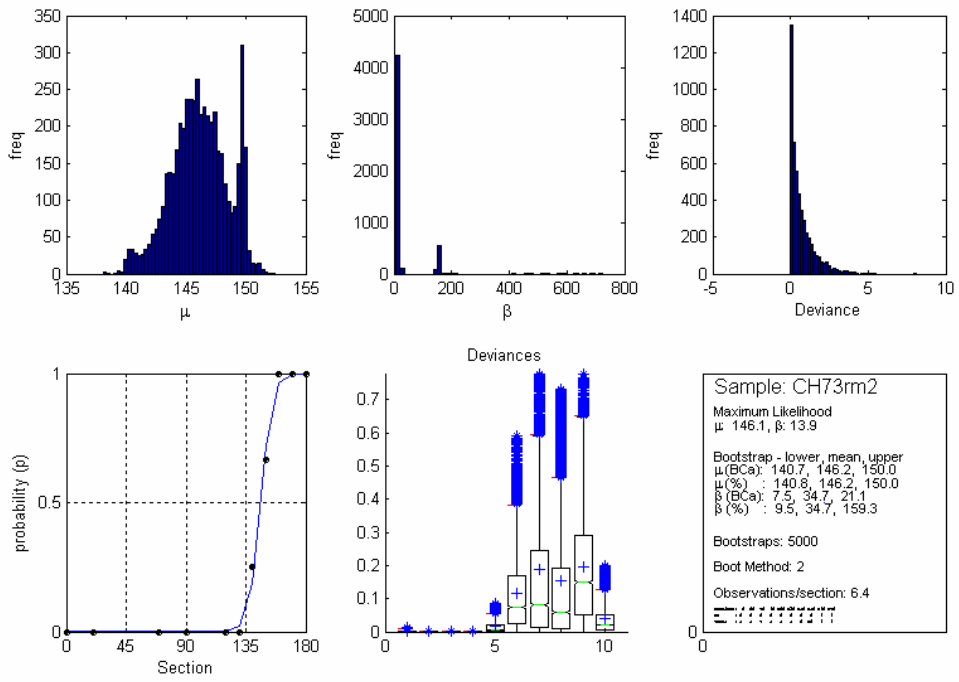 350
300
250
200
150
100
50
0
freq
135 140 145 150 155
μ
5000
4000
3000
2000
1000
0
freq
0 200 400 600 800
β
1400
1200
1000
800
600
400
200
0
freq
-5 0 5 10
Deviance
1
0.5
0
probability (p)
0 45 90 135 180
Section
Deviances
0.7
0.6
0.5
0.4
0.3
0.2
0.1
0
0 5 10
Sample: CH73rm2
Maximum Likelihood
μ: 146.1, β: 13.9
Bootstrap - lower, mean, upper
μ(BCa): 140.7, 146.2, 150.0
μ(%) : 140.8, 146.2, 150.0
β (BCa): 7.5, 34.7, 21.1
β (%) : 9.5, 34.7, 159.3
Bootstraps: 5000
Boot Method: 2
Observations/section: 6.4
0
0